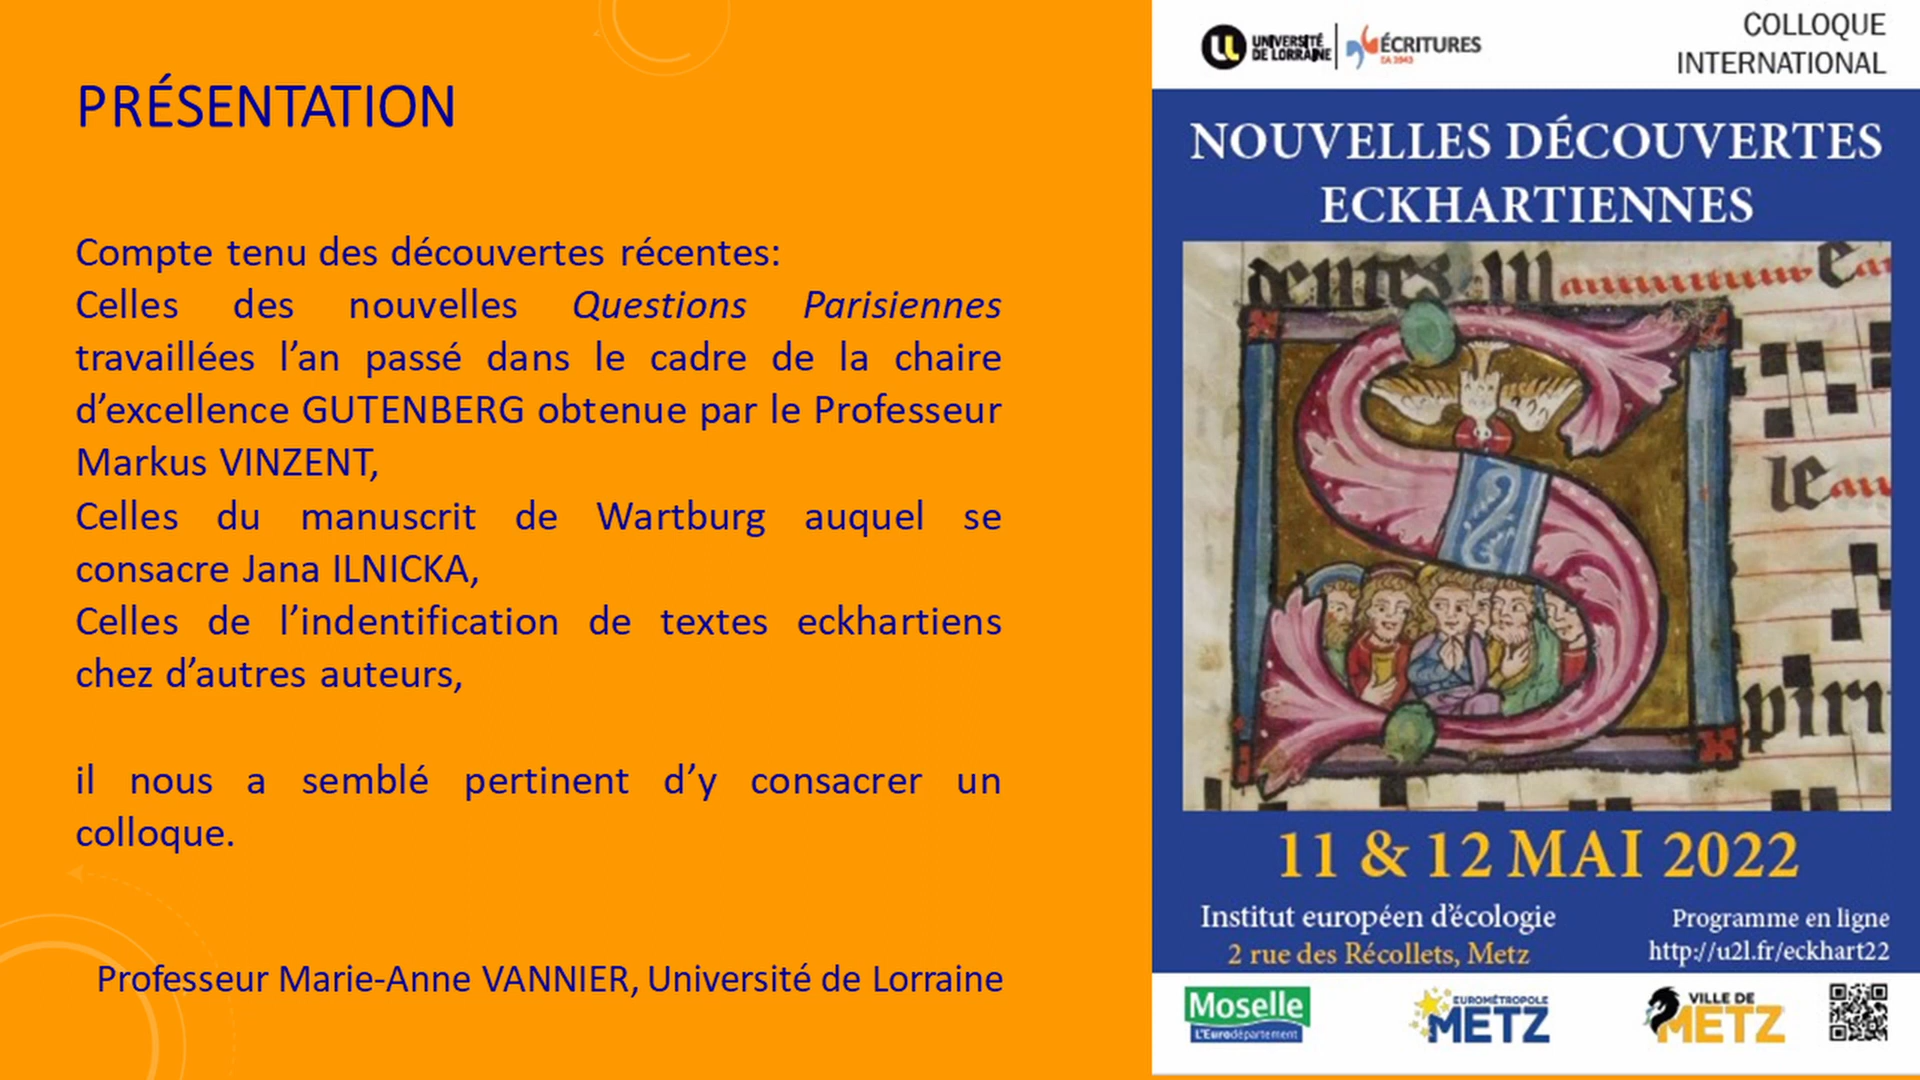 PRÉSENTATION
Compte tenu des découvertes récentes:
Celles des nouvelles Questions Parisiennes
travaillées l’an passé dans le cadre de la chaire
d’excellence GUTENBERG obtenue par le Professeur
Markus VINZENT,
Celles du manuscrit de Wartburg auquel se
consacre Jana ILNICKA,
Celles de l’indentification de textes eckhartiens
chez d’autres auteurs,
il nous a semblé pertinent d’y consacrer un
colloque.
Professeur Marie-Anne VANNIER, Université de Lorraine
UNIVERSITÉ
DE LORRAINE
ÉCRITURES
EA 3943
COLLOQUE
INTERNATIONAL
NOUVELLES DÉCOUVERTES
ECKHARTIENNES
dentes
le
spiri
11 & 12 MAI 2022
Institut européen d’écologie
2 rue des Récollets, Metz
Programme en ligne
http://u2l.fr/eckhart22
Moselle
L’Eurodépartement
EUROMÉTROPOLE
METZ
VILLE DE
METZ